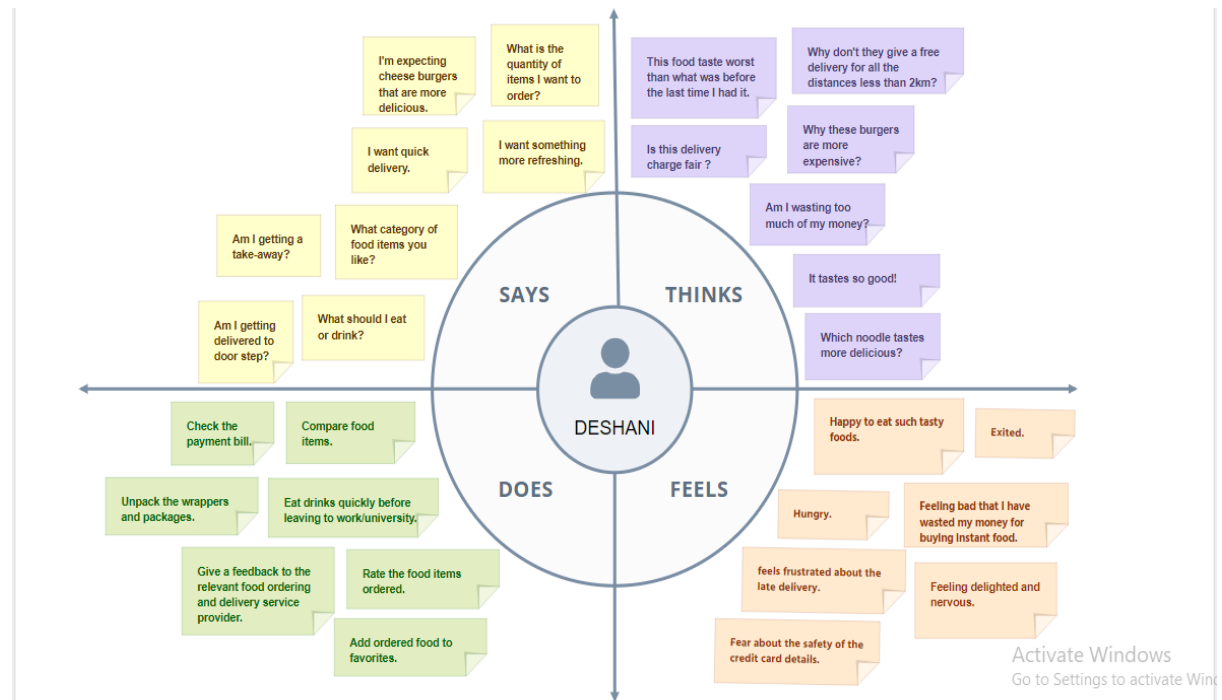 I'm expecting
cheese burgers
that are more
delicious.
What is the
quantity of
items I want to
order?
I want quick
delivery.
I want something
more refreshing.
Am I getting a
take-away?
What category of
food items you
like?
Am I getting
delivered to
door step?
What should I eat
or drink?
This food taste worst
than what was before
the last time I had it.
Why don't they give a free
delivery for all the
distances less than 2km?
Is this delivery
charge fair ?
Why these burgers
are more
expensive?
Am I wasting too
much of my money?
It tastes so good!
Which noodle tastes
more delicious?
SAYS
THINKS
DESHANI
DOES
FEELS
Check the
payment bill.
Compare food
items.
Unpack the wrappers
and packages.
Eat drinks quickly before
leaving to work/university.
Give a feedback to the
relevant food ordering
and delivery service
provider.
Rate the food items
ordered.
Add ordered food to
favorites.
Happy to eat such tasty
foods.
Exited.
Hungry.
Feeling bad that I have
wasted my money for
buying instant food.
feels frustrated about the
late delivery.
Feeling delighted and
nervous.
Fear about the safety of the
credit card details.
Activate Windows
Go to Settings to activate Win